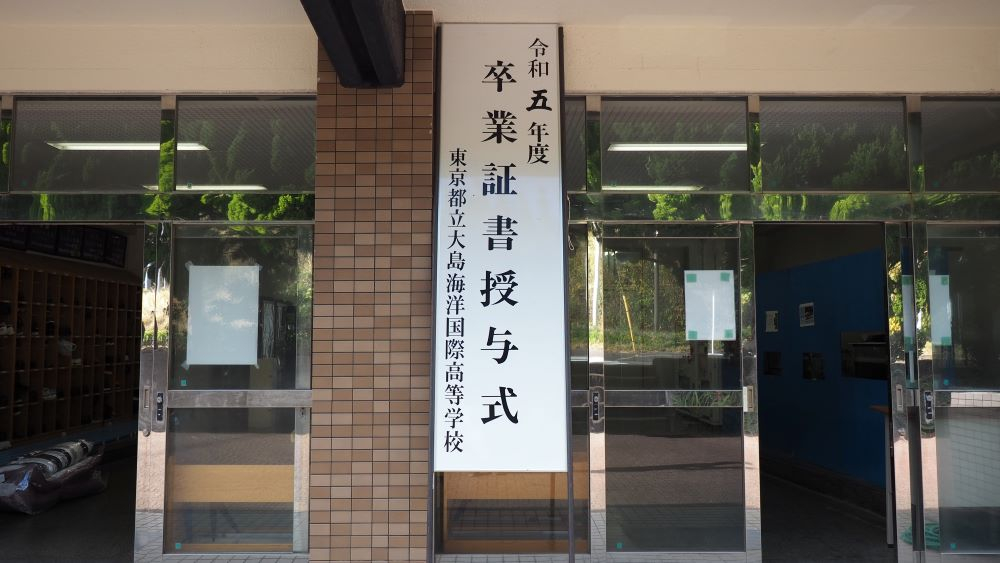 令和五年度
卒業証書授与式
東京都立大島海洋国際高等学校